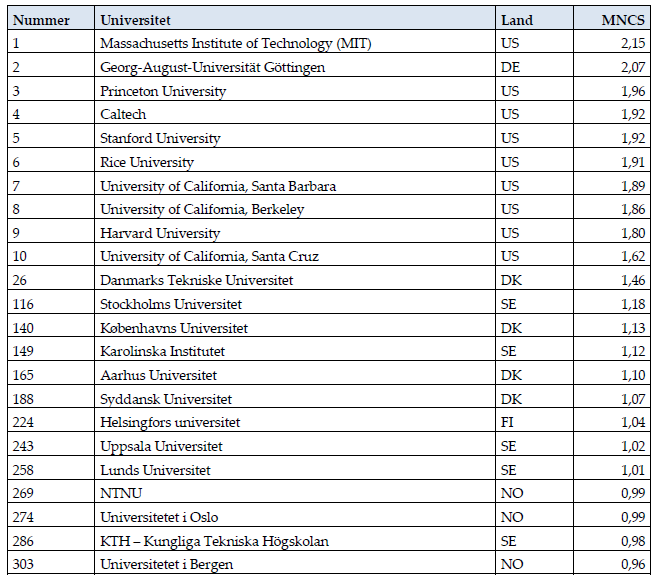 Nummer Universitet Land MNCS
1 Massachusetts Institute of Technology (MIT) US 2,15
2 Georg-August-Universität Göttingen DE 2,07
3 Princeton University US 1,96
4 Caltech US 1,92
5 Stanford University US 1,92
6 Rice University US 1,91
7 University of California, Santa Barbara US 1,89
8 University of California, Berkeley US 1,86
9 Harvard University US 1,80
10 University of California, Santa Cruz US 1,62
26 Danmarks Tekniske Universitet DK 1,46
116 Stockholms Universitet SE 1,18
140 Københavns Universitet DK 1,13
149 Karolinska Institutet SE 1,12
165 Aarhus Universitet DK 1,10
188 Syddansk Universitet DK 1,07
224 Helsingfors universitet FI 1,04
243 Uppsala Universitet SE 1,02
258 Lunds Universitet SE 1,01
269 NTNU NO 0,99
274 Universitetet i Oslo NO 0,99
286 KTH – Kungliga Tekniska Högskolan SE 0,98
303 Universitetet i Bergen NO 0,96